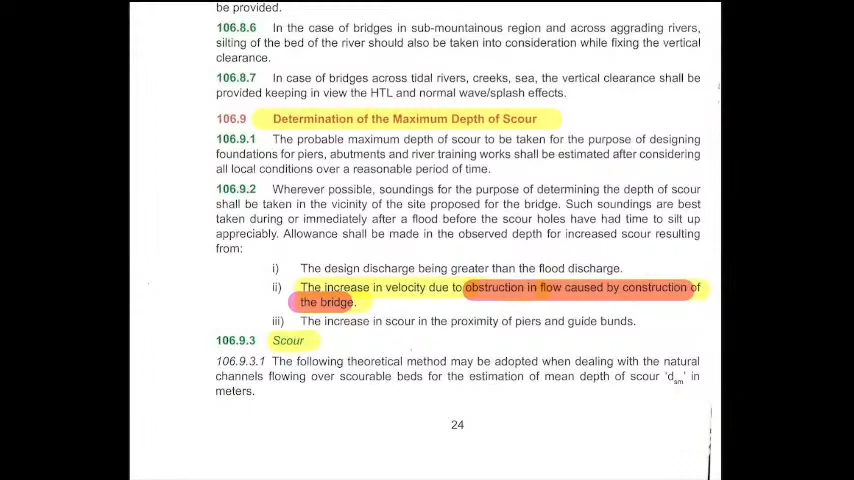 be provided.
106.8.6 In the case of bridges in sub-mountainous region and across aggrading rivers,
silting of the bed of the river should also be taken into consideration while fixing the vertical
clearance.
106.8.7 In case of bridges across tidal rivers, creeks, sea, the vertical clearance shall be
provided keeping in view the HTL and normal wave/splash effects.
106.9 Determination of the Maximum Depth of Scour
106.9.1 The probable maximum depth of scour to be taken for the purpose of designing
foundations for piers, abutments and river training works shall be estimated after considering
all local conditions over a reasonable period of time.
106.9.2 Wherever possible, soundings for the purpose of determining the depth of scour
shall be taken in the vicinity of the site proposed for the bridge. Such soundings are best
taken during or immediately after a flood before the scour holes have had time to silt up
appreciably. Allowance shall be made in the observed depth for increased scour resulting
from:
i) The design discharge being greater than the flood discharge.
ii) The increase in velocity due to obstruction in flow caused by construction of
the bridge.
iii) The increase in scour in the proximity of piers and guide bunds.
106.9.3 Scour
106.9.3.1 The following theoretical method may be adopted when dealing with the natural
channels flowing over scourable beds for the estimation of mean depth of scour 'dsm' in
meters.
24